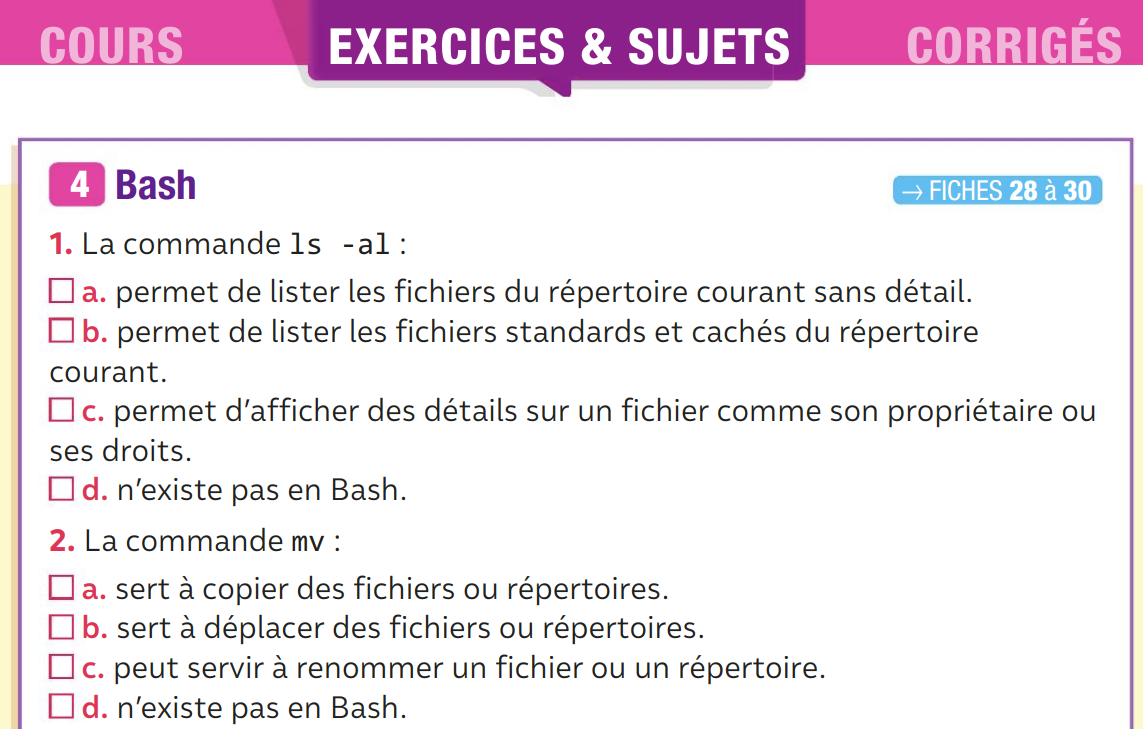 COURS EXERCICES & SUJETS CORRIGÉS
4 Bash → FICHES 28 à 30
1. La commande ls -al :
a. permet de lister les fichiers du répertoire courant sans détail.
b. permet de lister les fichiers standards et cachés du répertoire
courant.
c. permet d’afficher des détails sur un fichier comme son propriétaire ou
ses droits.
d. n’existe pas en Bash.
2. La commande mv :
a. sert à copier des fichiers ou répertoires.
b. sert à déplacer des fichiers ou répertoires.
c. peut servir à renommer un fichier ou un répertoire.
d. n’existe pas en Bash.